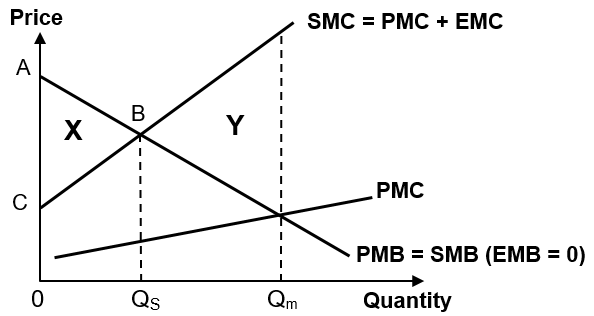 Price
SMC = PMC + EMC
A
B
X
Y
PMC
C
PMB = SMB (EMB = 0)
0
QS
Qm
Quantity